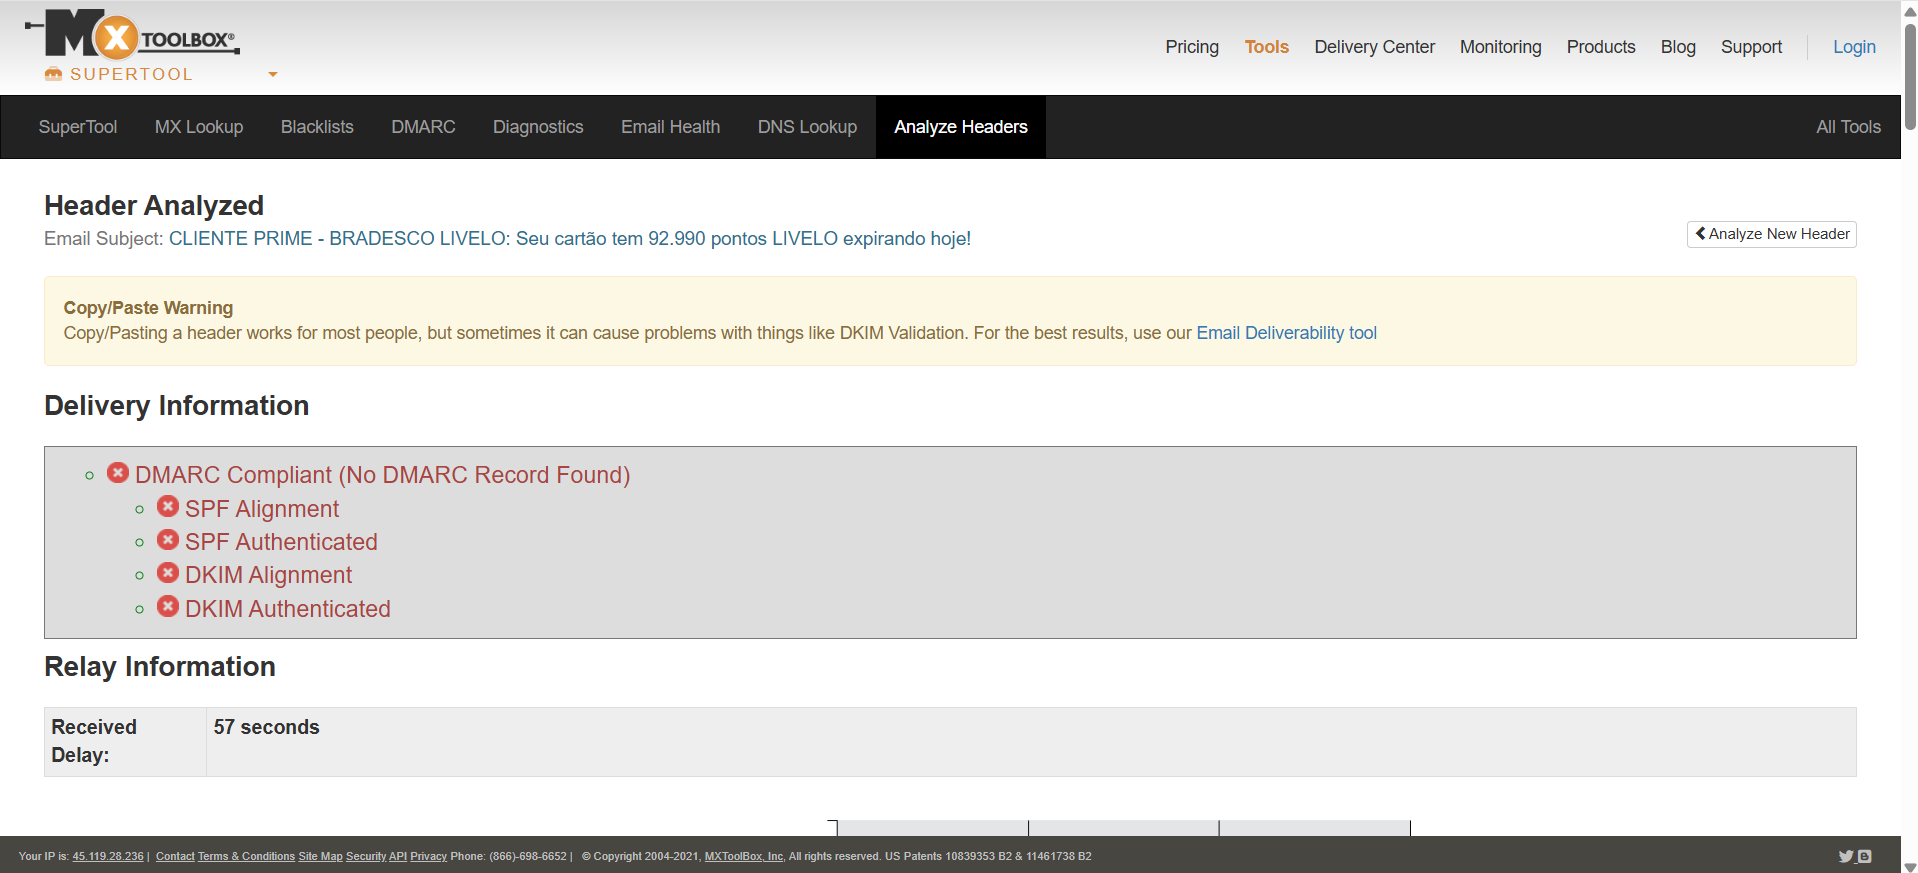 MX TOOLBOX®
SUPERTOOL
Pricing Tools Delivery Center Monitoring Products Blog Support Login
SuperTool MX Lookup Blacklists DMARC Diagnostics Email Health DNS Lookup Analyze Headers All Tools
Header Analyzed
Email Subject: CLIENTE PRIME - BRADESCO LIVELO: Seu cartão tem 92.990 pontos LIVELO expirando hoje!
Analyze New Header
Copy/Paste Warning
Copy/Pasting a header works for most people, but sometimes it can cause problems with things like DKIM Validation. For the best results, use our Email Deliverability tool
Delivery Information
DMARC Compliant (No DMARC Record Found)
SPF Alignment
SPF Authenticated
DKIM Alignment
DKIM Authenticated
Relay Information
Received 57 seconds
Delay:
Your IP is: 45.119.28.236 | Contact Terms & Conditions Site Map Security API Privacy Phone: (866)-698-6652 | © Copyright 2004-2021, MXToolBox, Inc, All rights reserved. US Patents 10839353 B2 & 11461738 B2